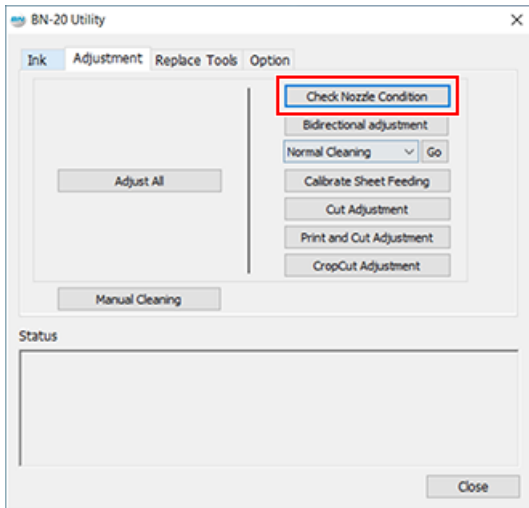 BN-20 Utility
Ink Adjustment Replace Tools Option
Check Nozzle Condition
Bidirectional adjustment
Normal Cleaning Go
Adjust All
Calibrate Sheet Feeding
Cut Adjustment
Print and Cut Adjustment
CropCut Adjustment
Manual Cleaning
Status
Close